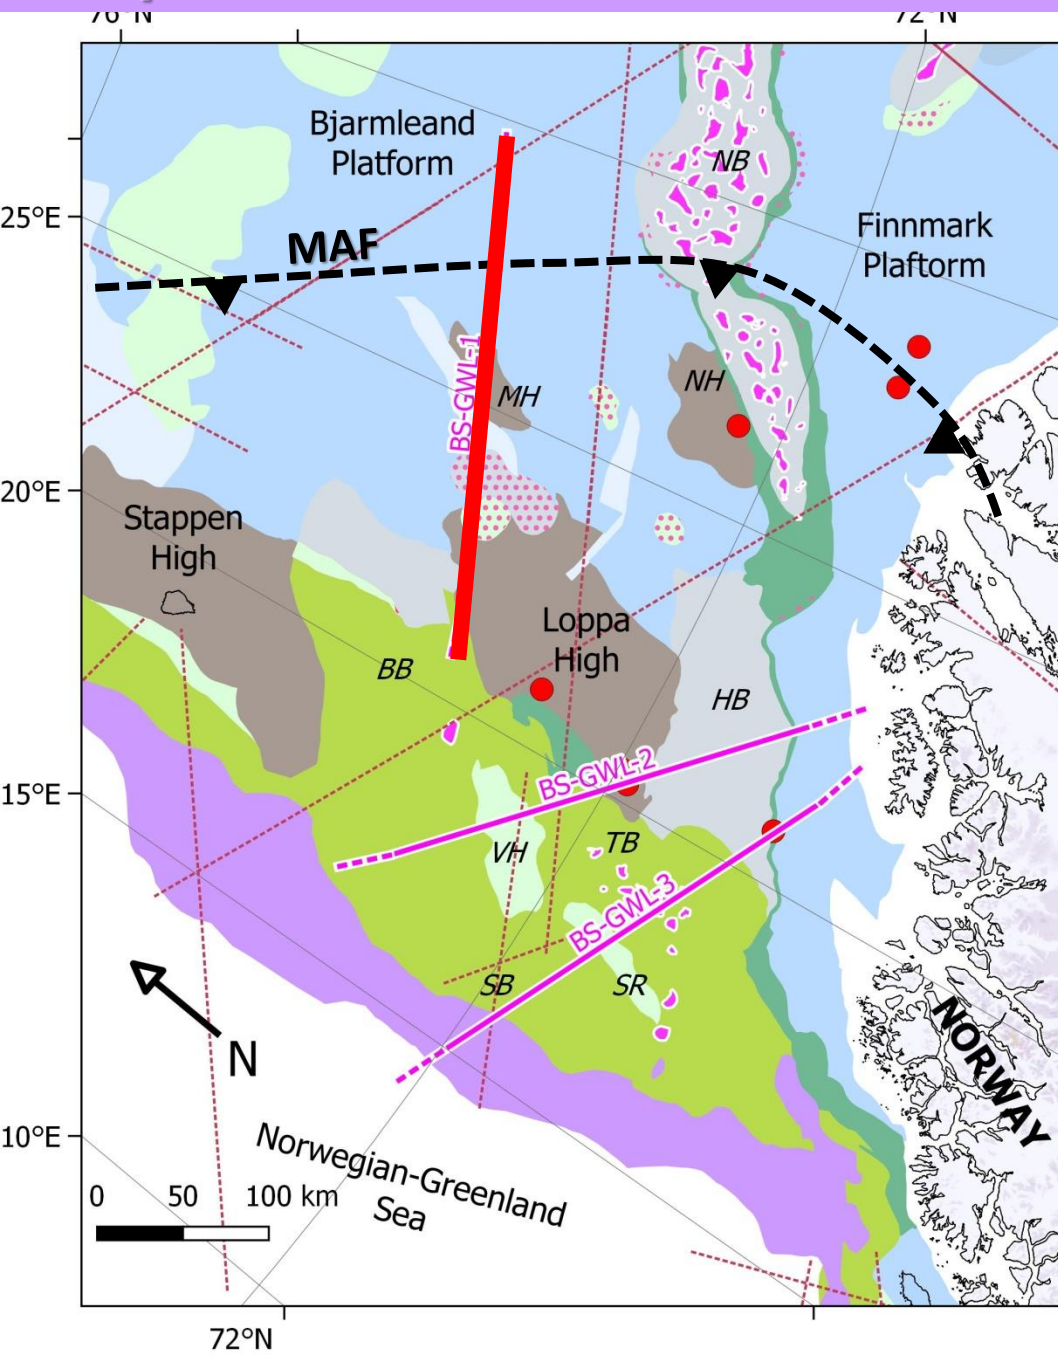 76°N
72°N
Bjarmleand
Platform
NB
25°E
Finnmark
Plaftorm
MAF
BS-GWL-1
MH
NH
20°E
Stappen
High
Loppa
High
BB
HB
BS-GWL-2
15°E
VH
TB
BS-GWL-3
SB
SR
N
NORWAY
10°E
Norwegian-Greenland
Sea
0 50 100 km
72°N